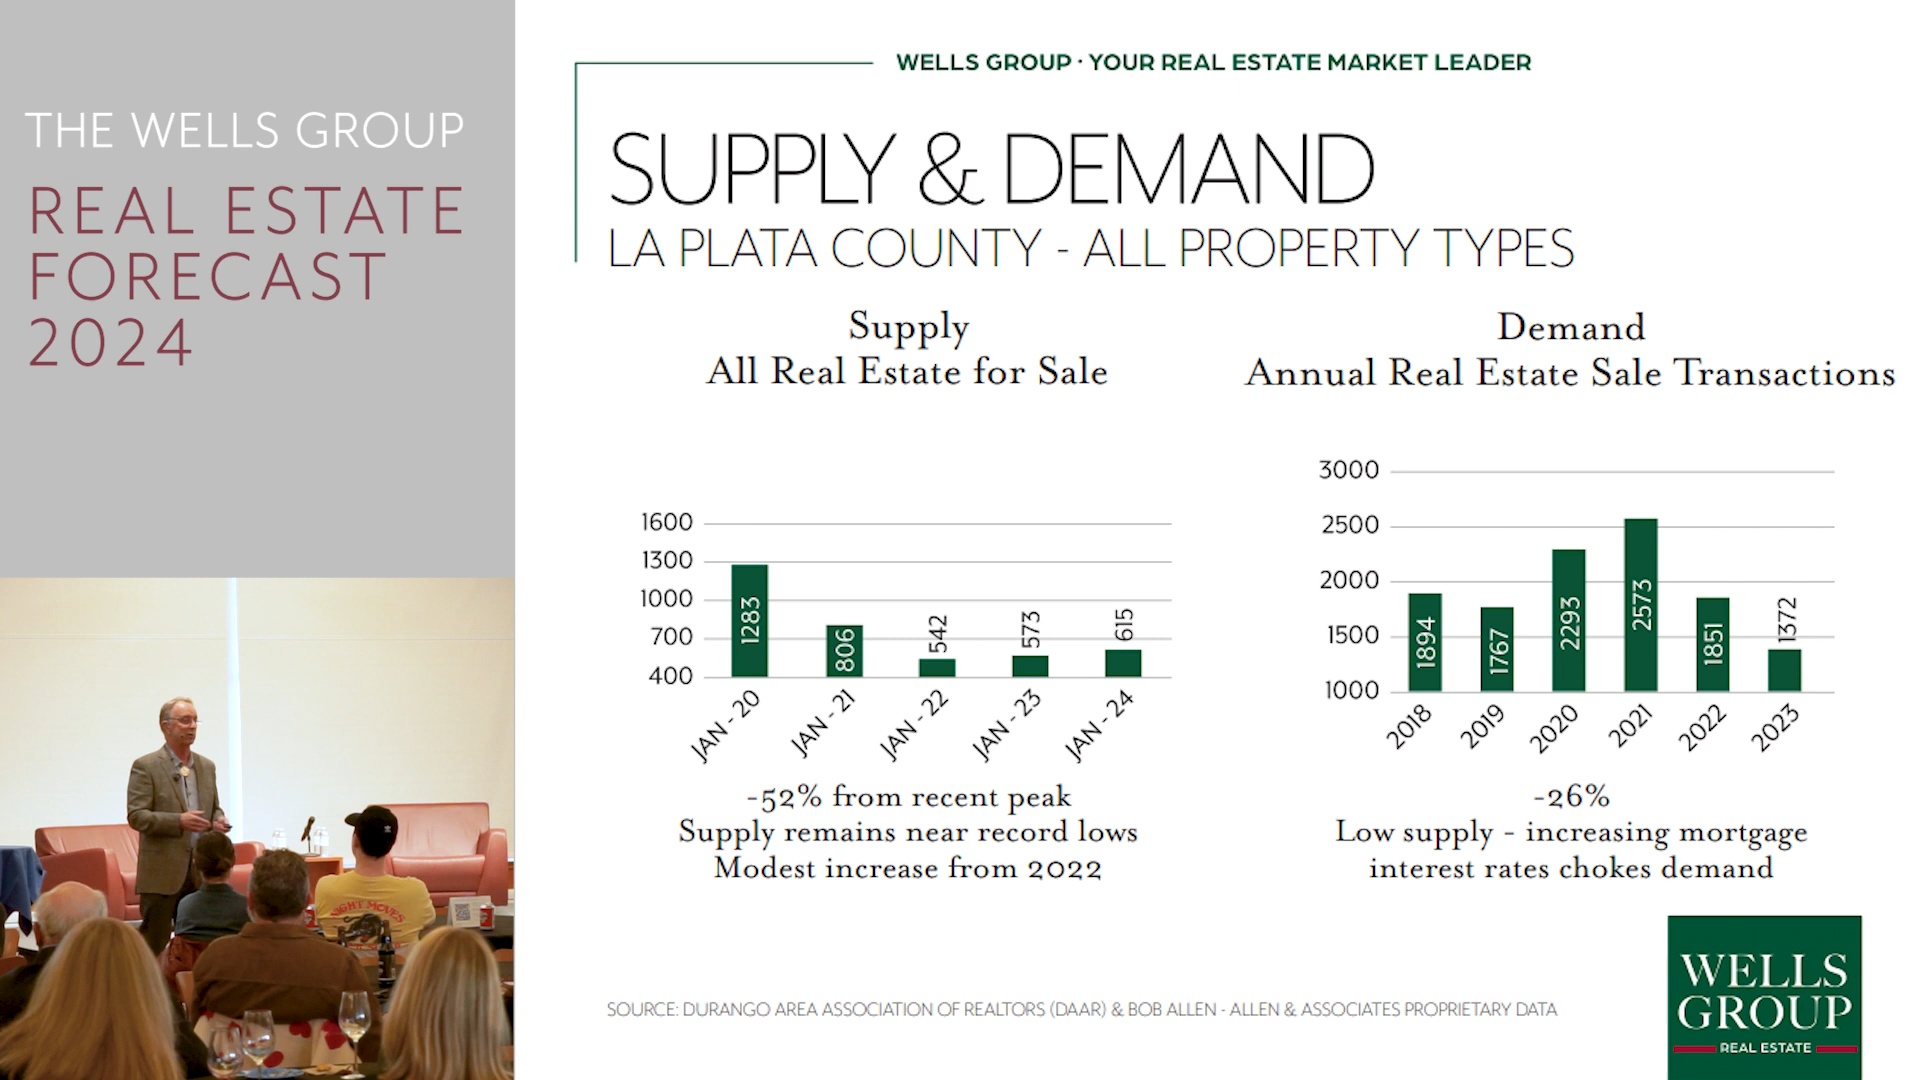 THE WELLS GROUP
REAL ESTATE
FORECAST
2024
WELLS GROUP · YOUR REAL ESTATE MARKET LEADER
SUPPLY & DEMAND
LA PLATA COUNTY - ALL PROPERTY TYPES
Supply
All Real Estate for Sale
1600
1300
1000
700
400
1283
806
542
573
615
JAN - 20
JAN - 21
JAN - 22
JAN - 23
JAN - 24
-52% from recent peak
Supply remains near record lows
Modest increase from 2022
Demand
Annual Real Estate Sale Transactions
3000
2500
2000
1500
1000
1894
1767
2293
2573
1851
1372
2018
2019
2020
2021
2022
2023
-26%
Low supply - increasing mortgage
interest rates chokes demand
NIGHT MOVES
SOURCE: DURANGO AREA ASSOCIATION OF REALTORS (DAAR) & BOB ALLEN - ALLEN & ASSOCIATES PROPRIETARY DATA
WELLS
GROUP
REAL ESTATE